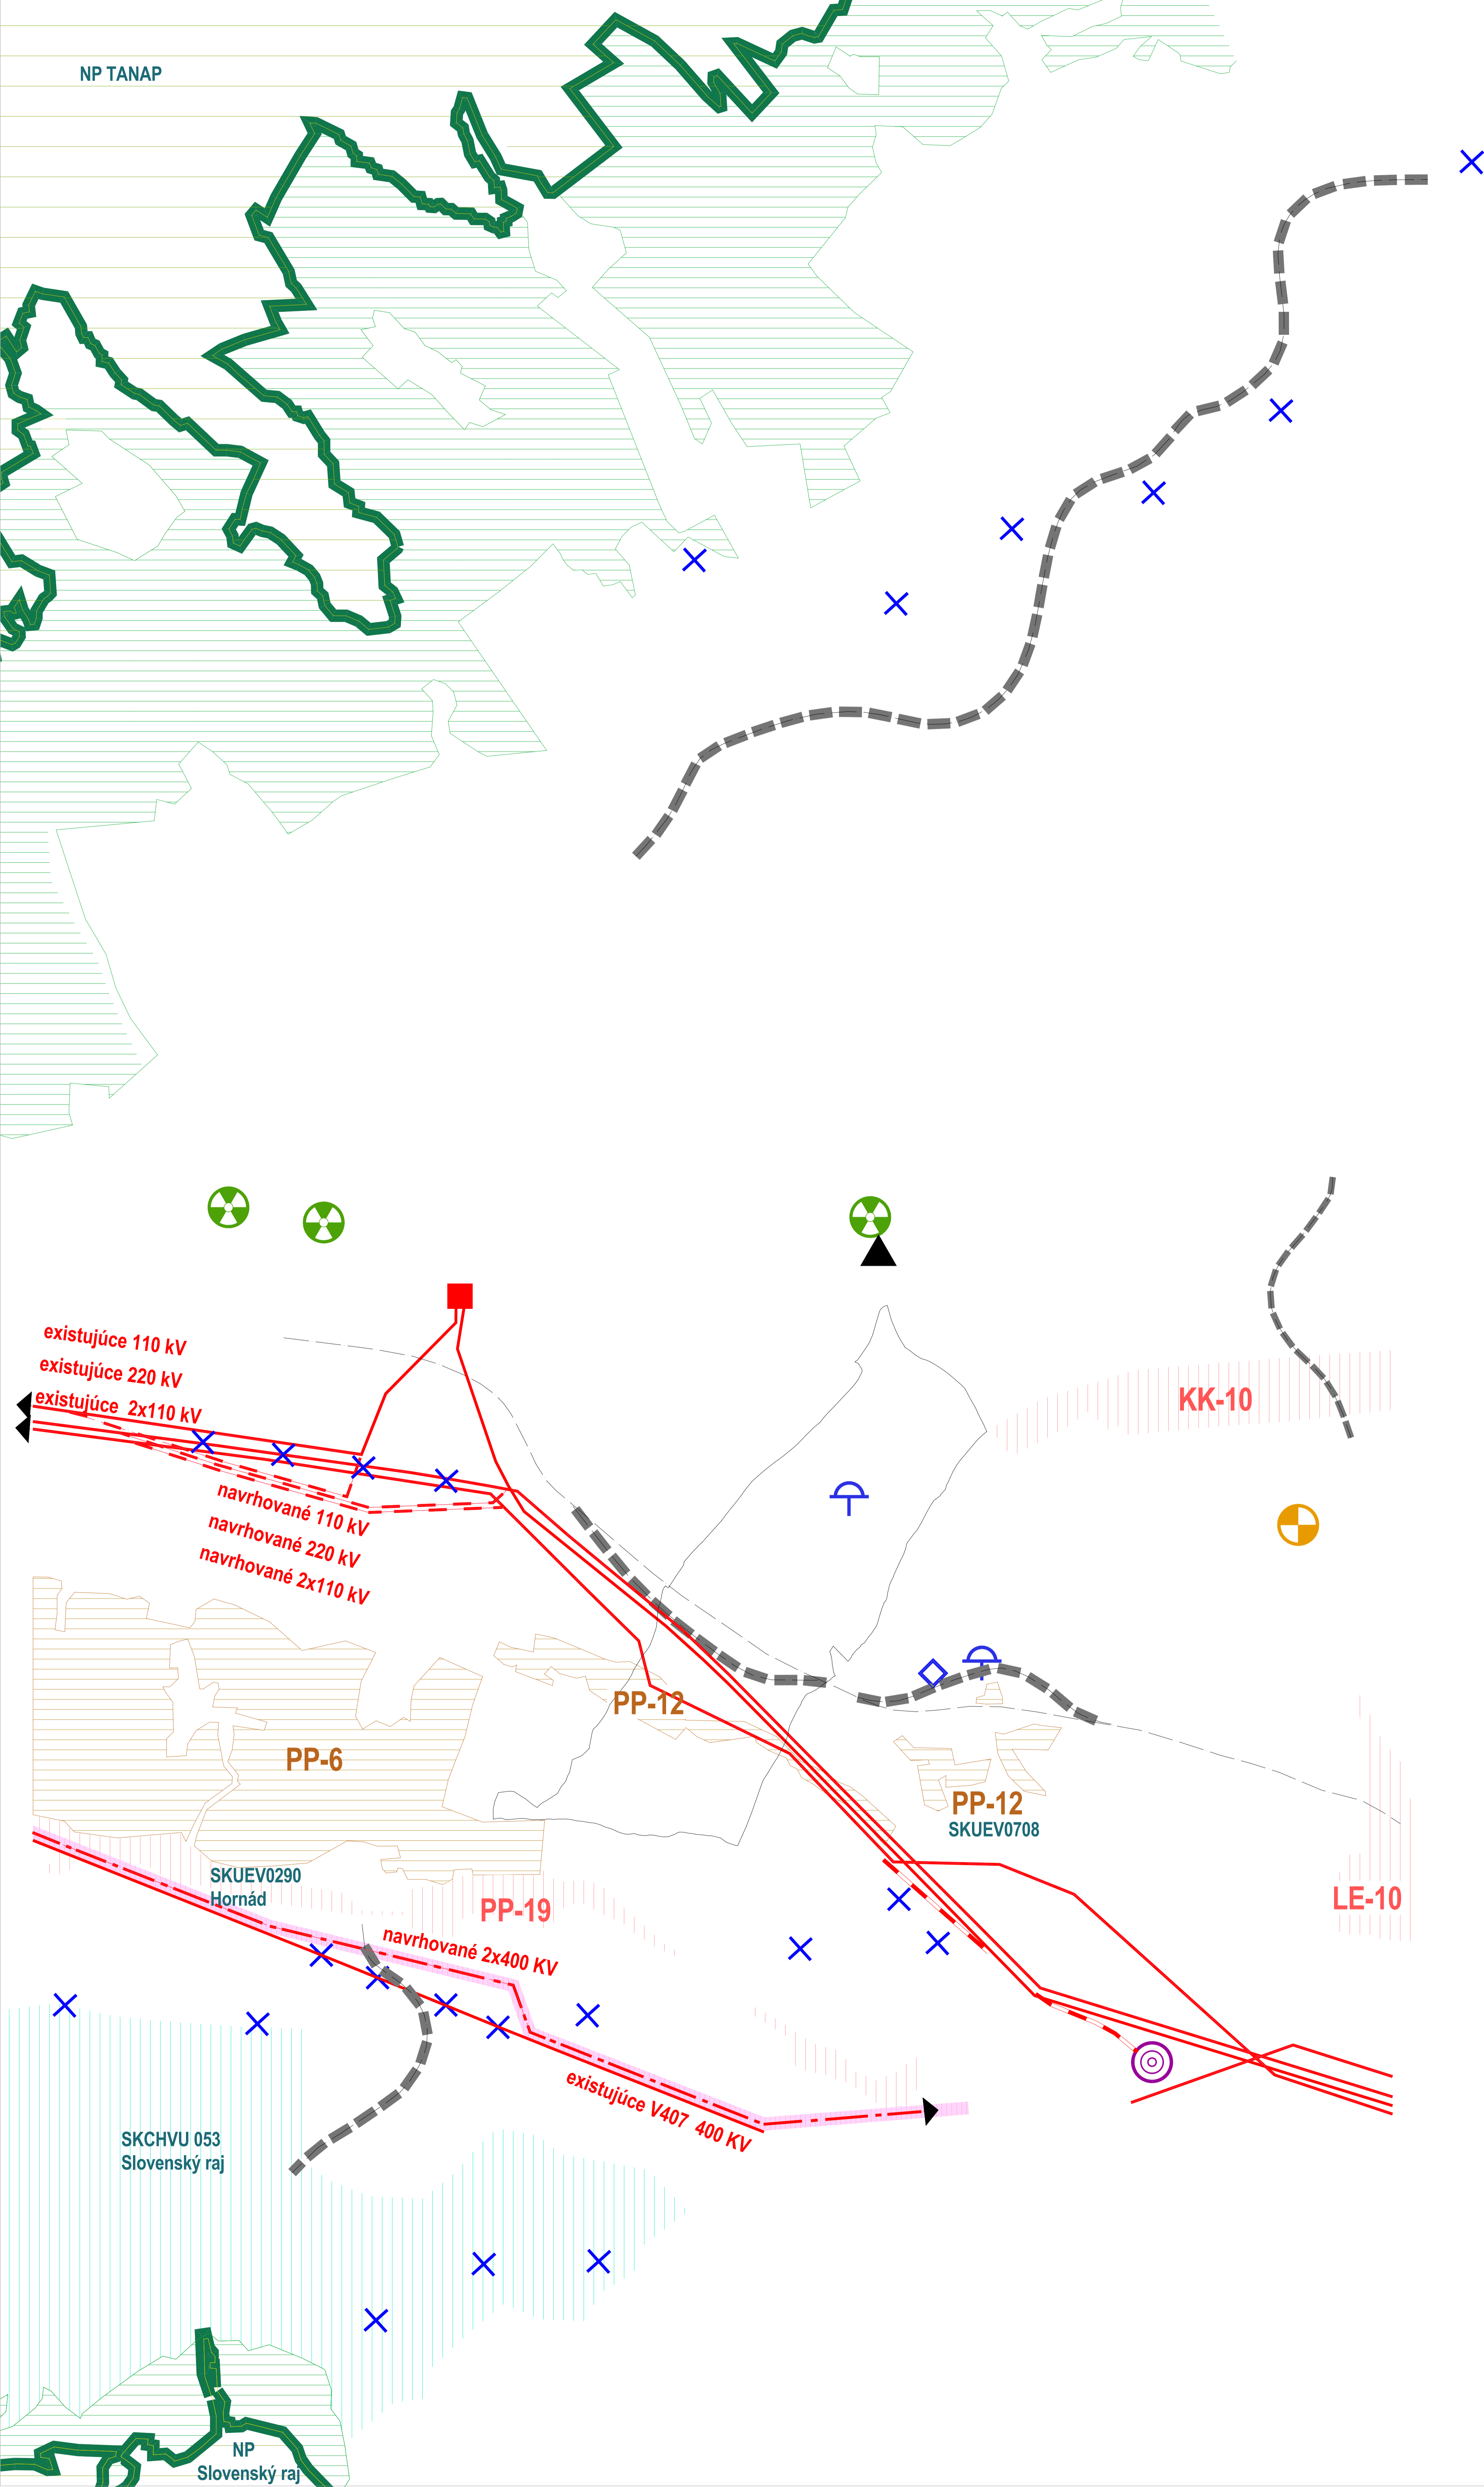 NP TANAP
existujúce 110 kV
existujúce 220 kV
existujúce 2x110 kV
KK-10
navrhované 110 kV
navrhované 220 kV
navrhované 2x110 kV
PP-12
PP-6
PP-12
SKUEV0708
SKUEV0290
Hornád
PP-19
LE-10
navrhované 2x400 KV
existujúce V407 400 KV
SKCHVU 053
Slovenský raj
NP
Slovenský raj